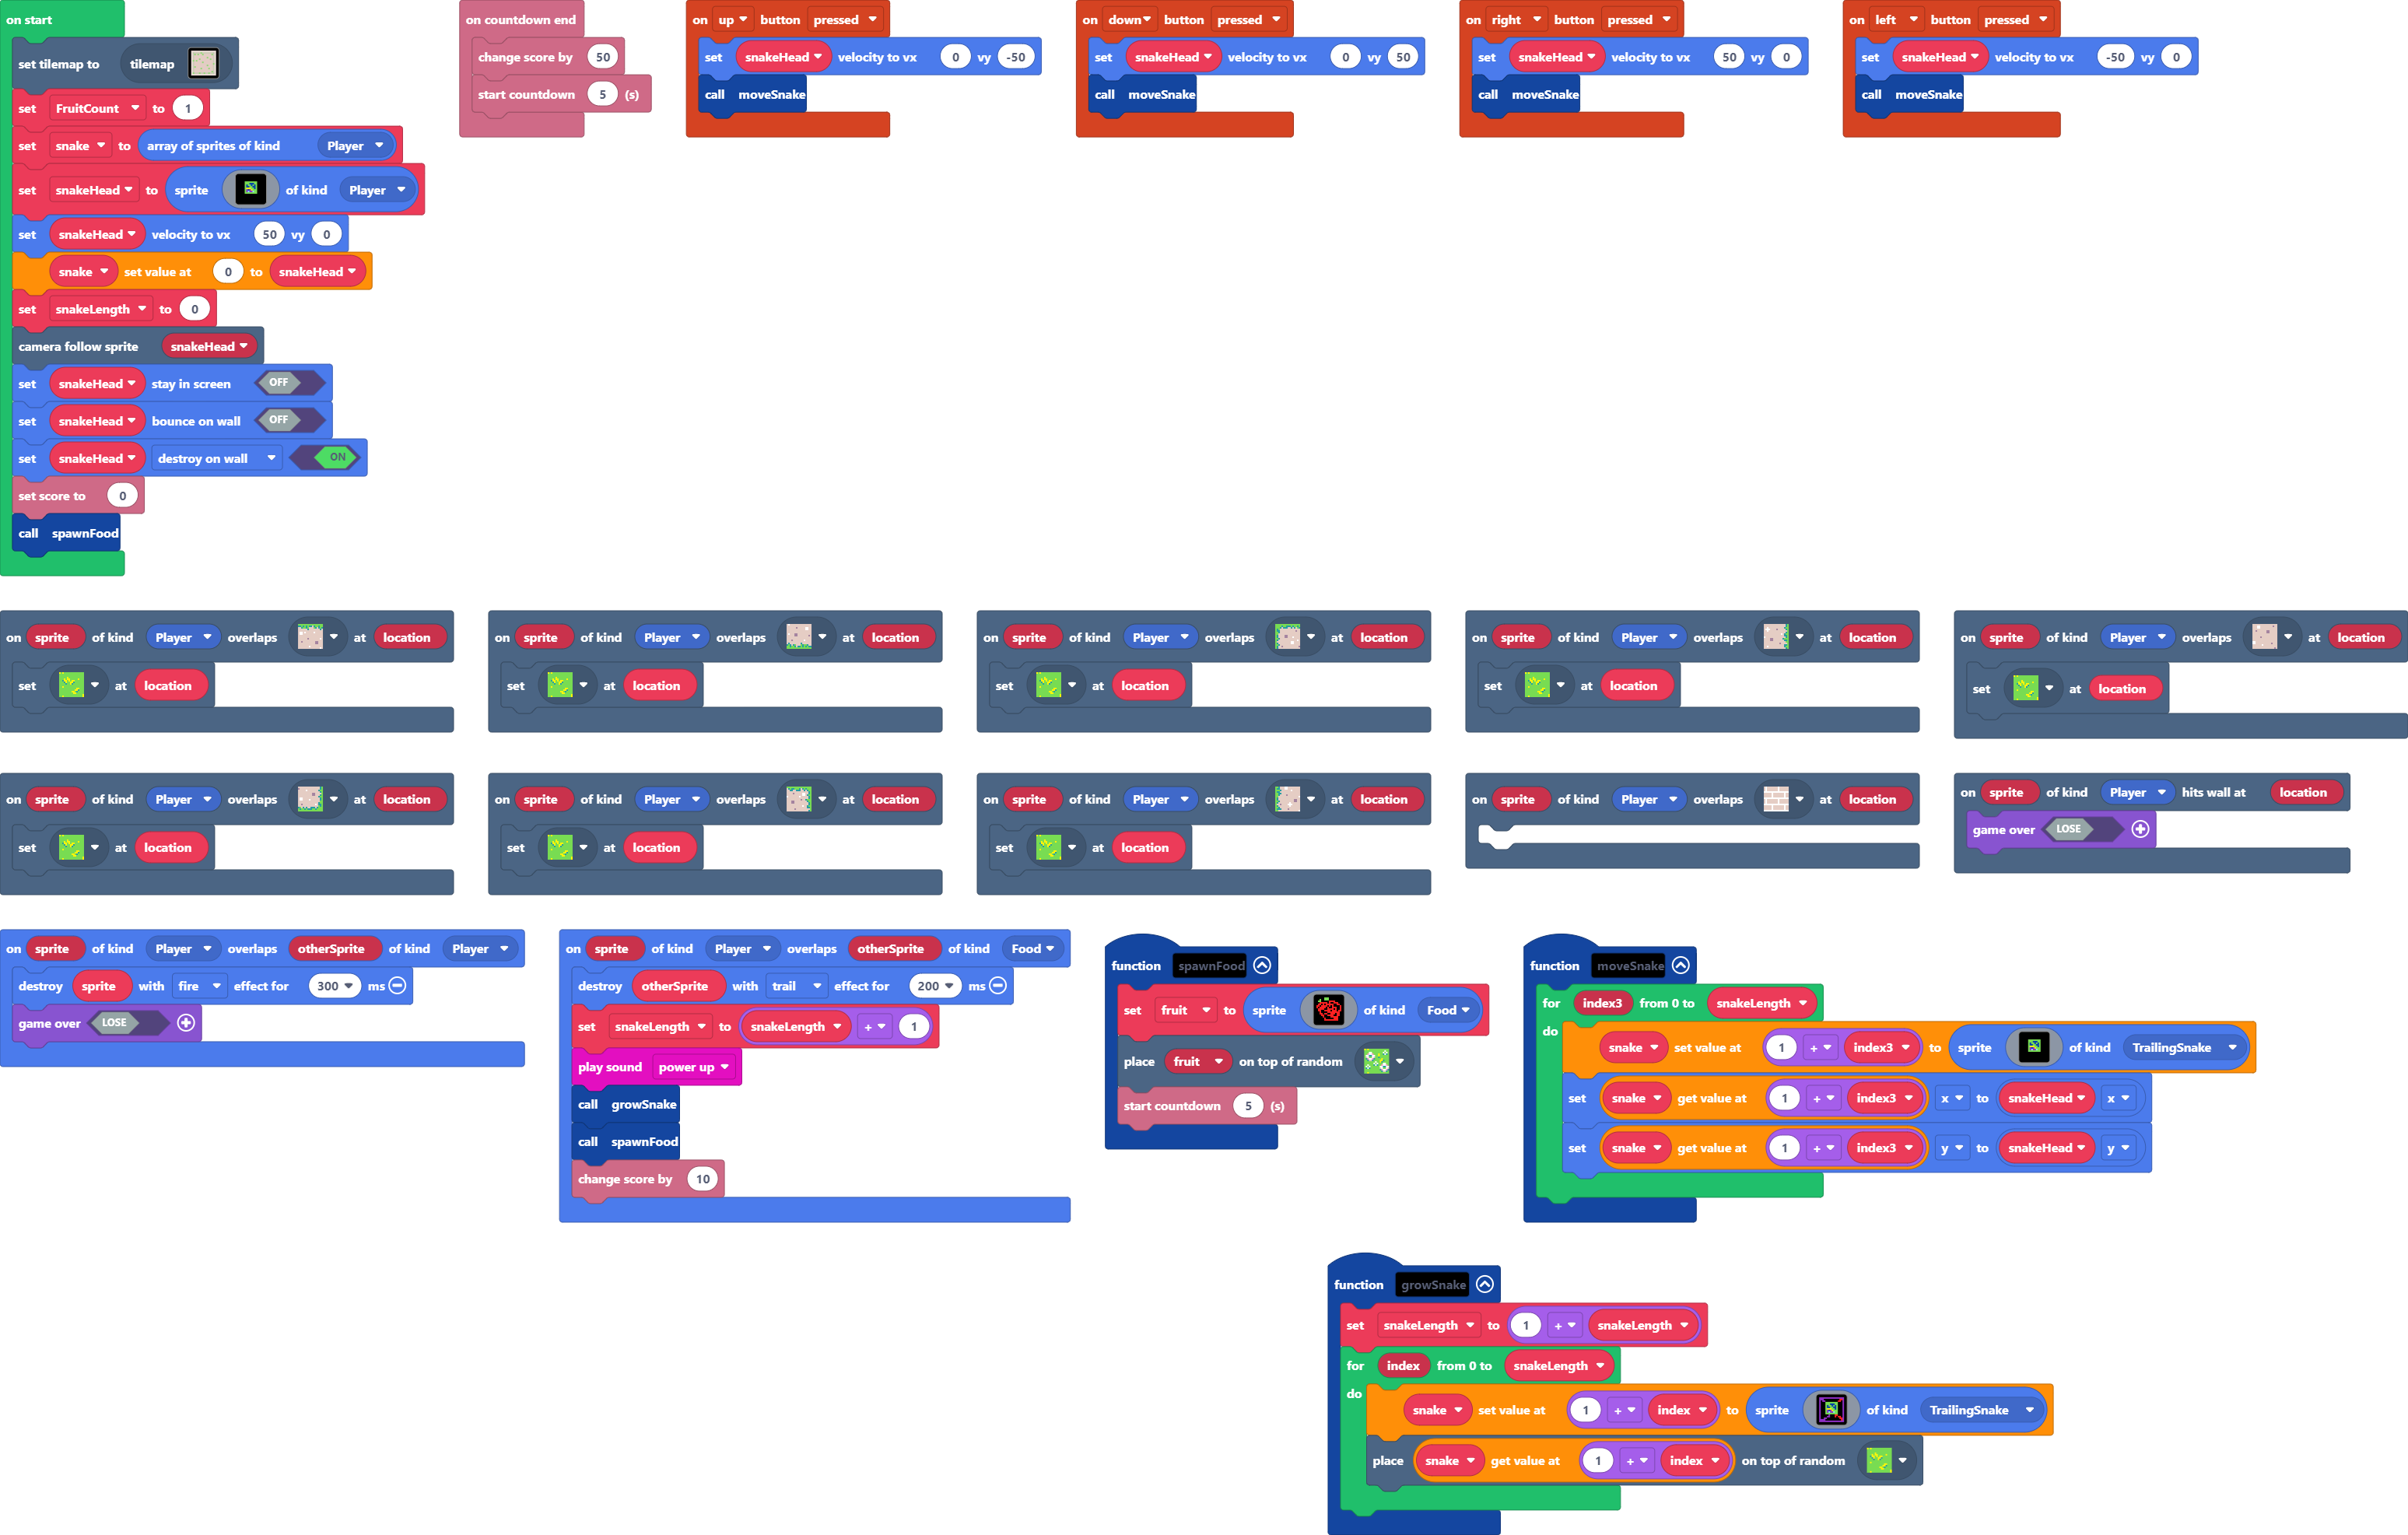 on start
set tilemap to tilemap
set FruitCount to 1
set snake to array of sprites of kind Player
set snakeHead to sprite of kind Player
set snakeHead velocity to vx 50 vy 0
snake set value at 0 to snakeHead
set snakeLength to 0
camera follow sprite snakeHead
set snakeHead stay in screen OFF
set snakeHead bounce on wall OFF
set snakeHead destroy on wall ON
set score to 0
call spawnFood
on countdown end
change score by 50
start countdown 5 (s)
on up button pressed
set snakeHead velocity to vx 0 vy -50
call moveSnake
on down button pressed
set snakeHead velocity to vx 0 vy 50
call moveSnake
on right button pressed
set snakeHead velocity to vx 50 vy 0
call moveSnake
on left button pressed
set snakeHead velocity to vx -50 vy 0
call moveSnake
on sprite of kind Player overlaps at location
set at location
on sprite of kind Player overlaps at location
set at location
on sprite of kind Player overlaps at location
set at location
on sprite of kind Player overlaps at location
set at location
on sprite of kind Player overlaps at location
set at location
on sprite of kind Player overlaps at location
set at location
on sprite of kind Player overlaps at location
set at location
on sprite of kind Player overlaps at location
set at location
on sprite of kind Player overlaps at location
on sprite of kind Player hits wall at location
game over LOSE
on sprite of kind Player overlaps otherSprite of kind Player
destroy sprite with fire effect for 300 ms
game over LOSE
on sprite of kind Player overlaps otherSprite of kind Food
destroy otherSprite with trail effect for 200 ms
set snakeLength to snakeLength + 1
play sound power up
call growSnake
call spawnFood
change score by 10
function spawnFood
set fruit to sprite of kind Food
place fruit on top of random
start countdown 5 (s)
function moveSnake
for index3 from 0 to snakeLength
do
snake set value at 1 + index3 to sprite of kind TrailingSnake
set snake get value at 1 + index3 x to snakeHead x
set snake get value at 1 + index3 y to snakeHead y
function growSnake
set snakeLength to 1 + snakeLength
for index from 0 to snakeLength
do
snake set value at 1 + index to sprite of kind TrailingSnake
place snake get value at 1 + index on top of random